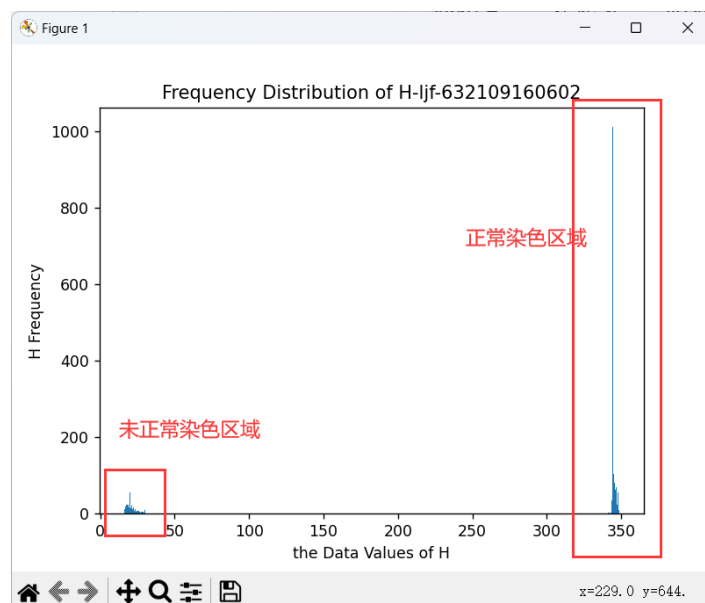 Figure 1
Frequency Distribution of H-ljf-632109160602
1000
800
600
400
200
0
H Frequency
正常染色区域
未正常染色区域
0 50 100 150 200 250 300 350
the Data Values of H
x=229.0 y=644.